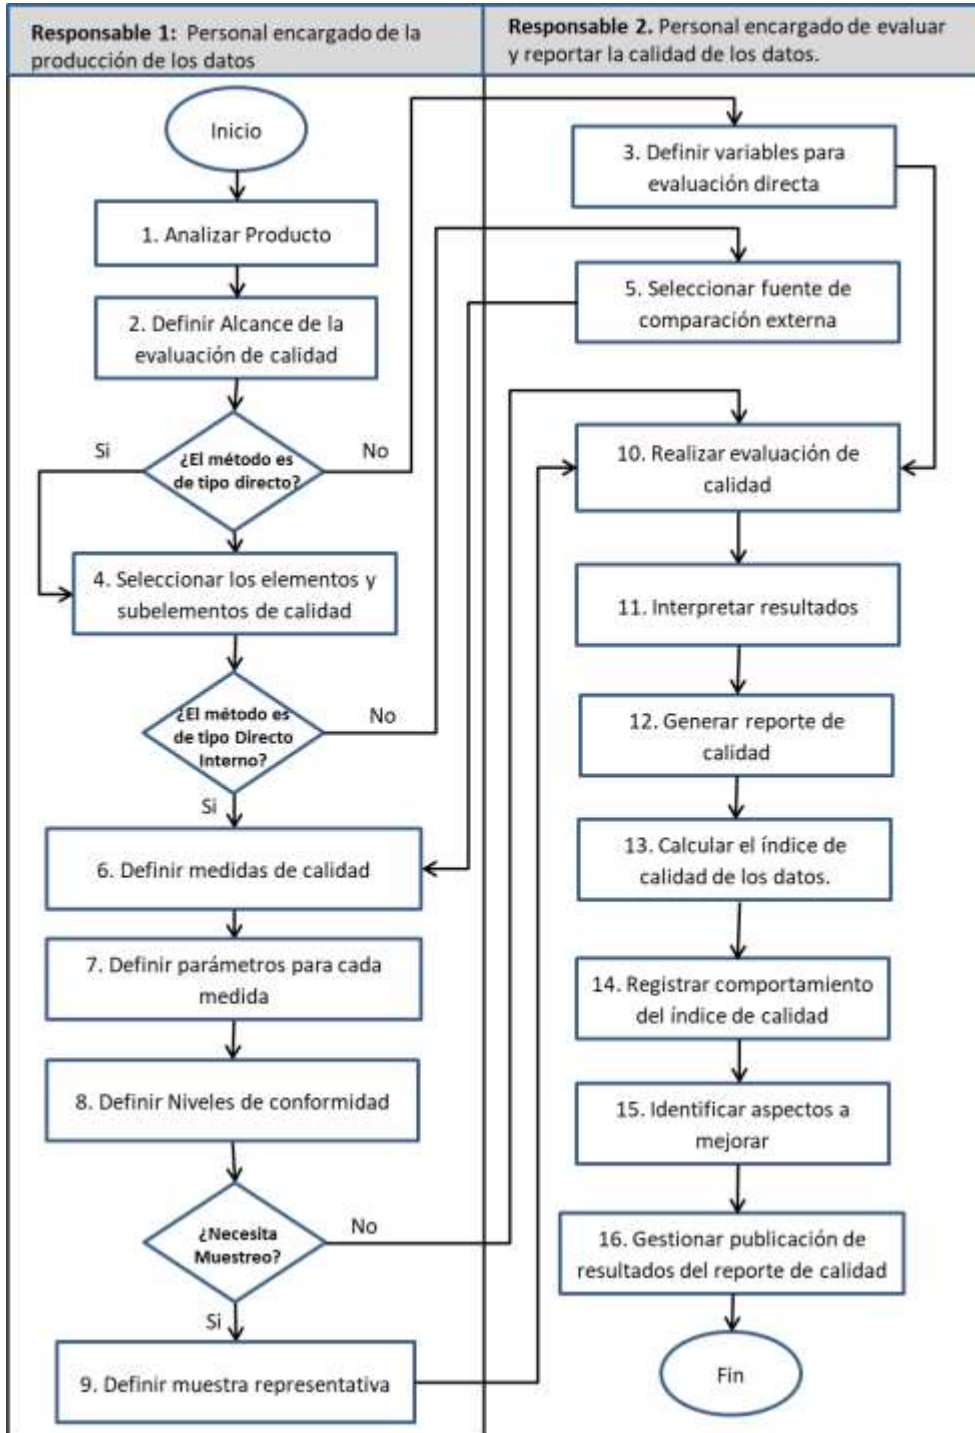 Responsable 1: Personal encargado de la
producción de los datos
Responsable 2. Personal encargado de evaluar
y reportar la calidad de los datos.
Inicio
1. Analizar Producto
2. Definir Alcance de la
evaluación de calidad
Si
¿El método es
de tipo directo?
No
3. Definir variables para
evaluación directa
4. Seleccionar los elementos y
subelementos de calidad
¿El método es
de tipo Directo
Interno?
No
Si
5. Seleccionar fuente de
comparación externa
6. Definir medidas de calidad
7. Definir parámetros para cada
medida
8. Definir Niveles de conformidad
¿Necesita
Muestreo?
No
Si
9. Definir muestra representativa
10. Realizar evaluación de
calidad
11. Interpretar resultados
12. Generar reporte de
calidad
13. Calcular el índice de
calidad de los datos.
14. Registrar comportamiento
del índice de calidad
15. Identificar aspectos a
mejorar
16. Gestionar publicación de
resultados del reporte de calidad
Fin